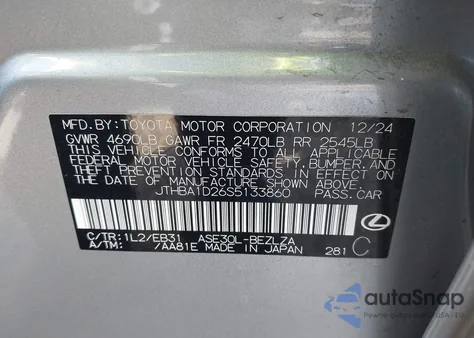 MFD.BY:TOYOTA MOTOR CORPORATION 12/24
GVWR 4690LB GAWR FR 2470LB RR 2545LB
THIS VEHICLE CONFORMS TO ALL APPLICABLE
FEDERAL MOTOR VEHICLE SAFETY,BUMPER,AND
THEFT PREVENTION STANDARDS IN EFFECT ON
THE DATE OF MANUFACTURE SHOWN ABOVE.
JTHBA1D26S5133860 PASS.CAR
C/TR:1L2/EB31 ASE30L-BEZLZA
A/TM: /AA81E MADE IN JAPAN 281 C
autoSnap